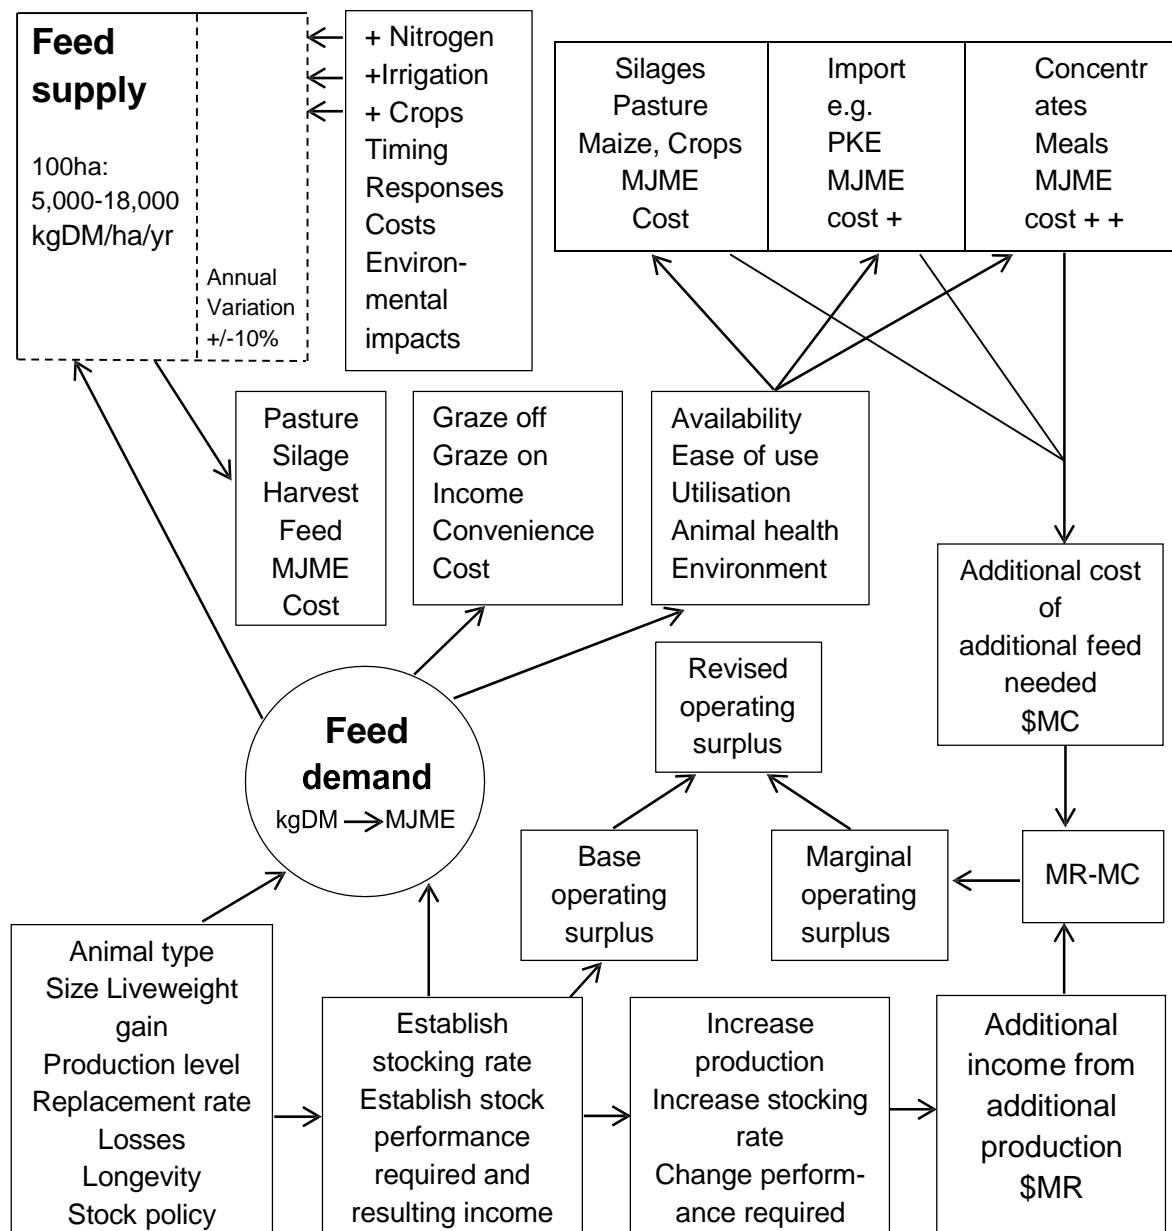 Feed
supply
100ha:
5,000-18,000
kgDM/ha/yr
Annual
Variation
+/-10%
+ Nitrogen
+Irrigation
+ Crops
Timing
Responses
Costs
Environ-
mental
impacts
Silages
Pasture
Maize, Crops
MJME
Cost
Import
e.g.
PKE
MJME
cost +
Concentr
ates
Meals
MJME
cost + +
Pasture
Silage
Harvest
Feed
MJME
Cost
Graze off
Graze on
Income
Convenience
Cost
Availability
Ease of use
Utilisation
Animal health
Environment
Additional cost
of
additional feed
needed
$MC
Feed
demand
kgDM MJME
Revised
operating
surplus
Base
operating
surplus
Marginal
operating
surplus
MR-MC
Animal type
Size Liveweight
gain
Production level
Replacement rate
Losses
Longevity
Stock policy
Establish
stocking rate
Establish stock
performance
required and
resulting income
Increase
production
Increase stocking
rate
Change perform-
ance required
Additional
income from
additional
production
$MR